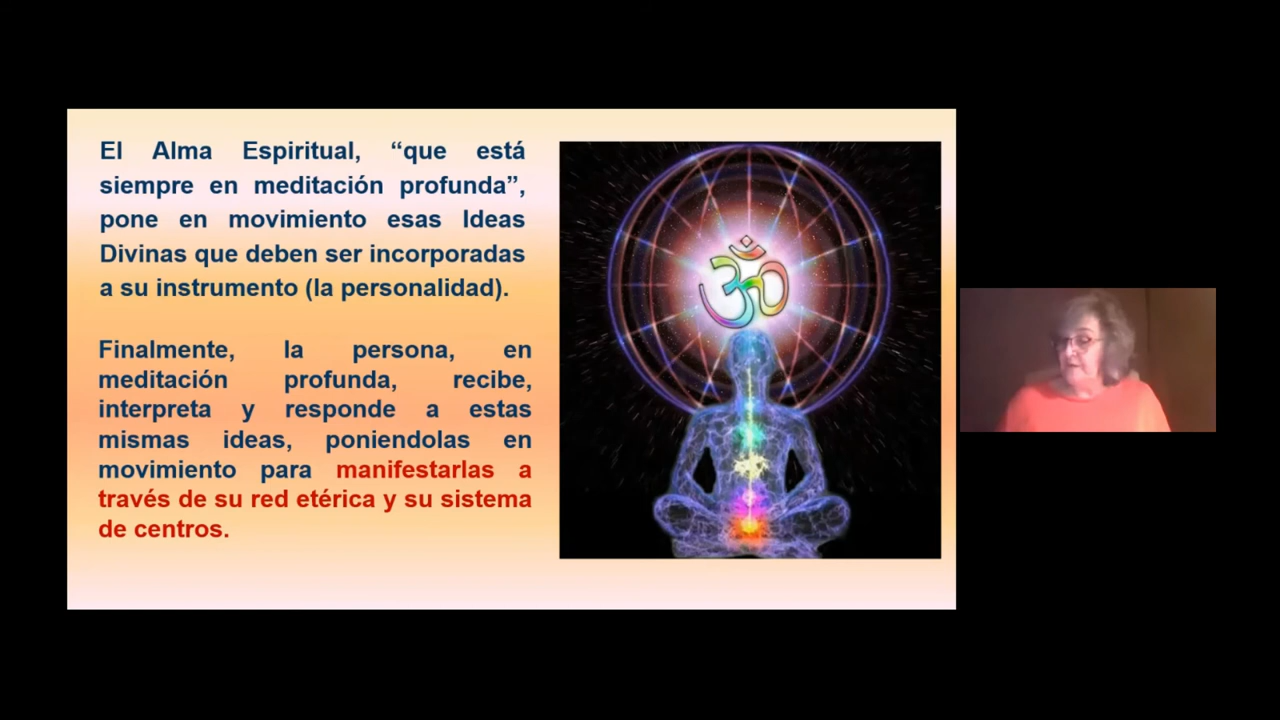 El Alma Espiritual, “que está
siempre en meditación profunda”,
pone en movimiento esas Ideas
Divinas que deben ser incorporadas
a su instrumento (la personalidad).
Finalmente, la persona, en
meditación profunda, recibe,
interpreta y responde a estas
mismas ideas, poniendolas en
movimiento para manifestarlas a
través de su red etérica y su sistema
de centros.
ॐ